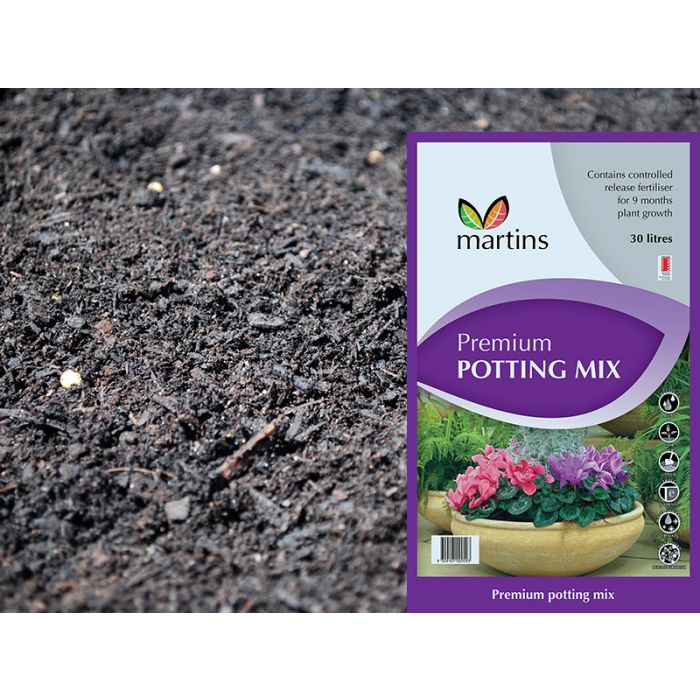 Contains controlled
release fertiliser
for 9 months
plant growth
30 litres
martins
Premium
POTTING MIX
Premium potting mix